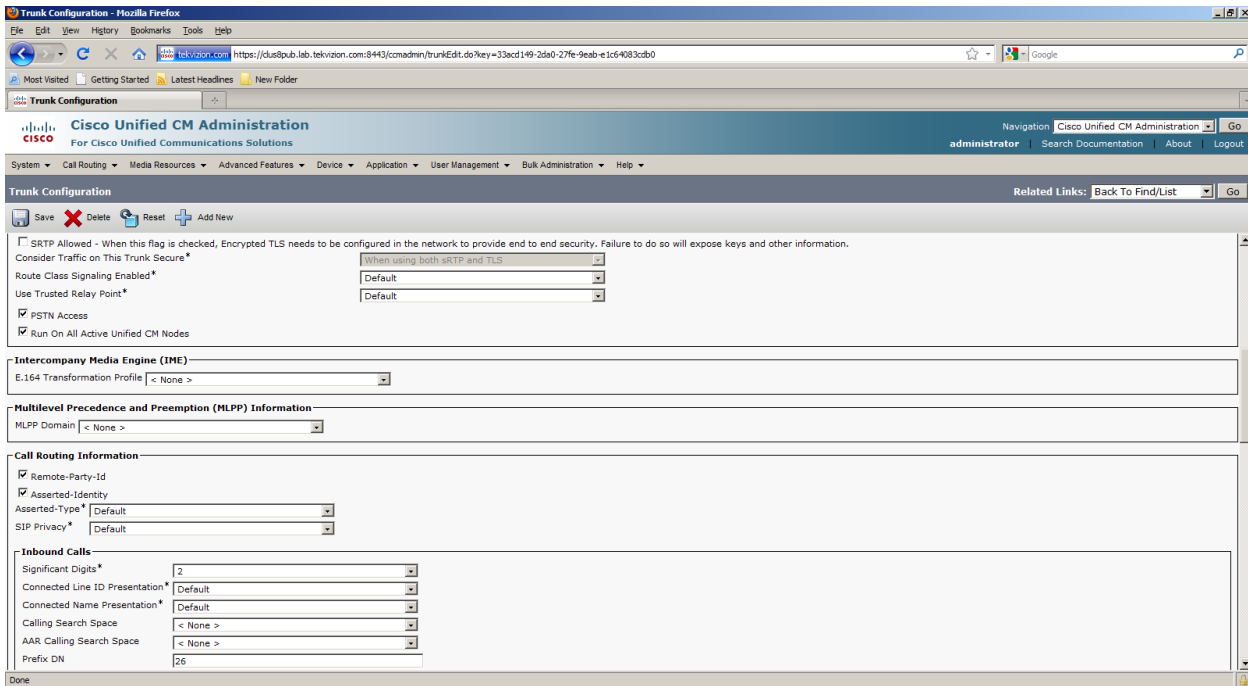 Trunk Configuration - Mozilla Firefox
File Edit View History Bookmarks Tools Help
tekvizion.com https://clus8pub.lab.tekvizion.com:8443/ccmadmin/trunkEdit.do?key=33acd149-2da0-27fe-9eab-e1c64083cdb0
Google
Most Visited Getting Started Latest Headlines New Folder
Trunk Configuration
CISCO
Cisco Unified CM Administration
For Cisco Unified Communications Solutions
Navigation Cisco Unified CM Administration Go
administrator | Search Documentation | About | Logout
System Call Routing Media Resources Advanced Features Device Application User Management Bulk Administration Help
Trunk Configuration
Related Links: Back To Find/List Go
Save Delete Reset Add New
SRTP Allowed - When this flag is checked, Encrypted TLS needs to be configured in the network to provide end to end security. Failure to do so will expose keys and other information.
Consider Traffic on This Trunk Secure* When using both sRTP and TLS
Route Class Signaling Enabled* Default
Use Trusted Relay Point* Default
PSTN Access
Run On All Active Unified CM Nodes
Intercompany Media Engine (IME)
E.164 Transformation Profile < None >
Multilevel Precedence and Preemption (MLPP) Information
MLPP Domain < None >
Call Routing Information
Remote-Party-Id
Asserted-Identity
Asserted-Type* Default
SIP Privacy* Default
Inbound Calls
Significant Digits* 2
Connected Line ID Presentation* Default
Connected Name Presentation* Default
Calling Search Space < None >
AAR Calling Search Space < None >
Prefix DN 26
Done